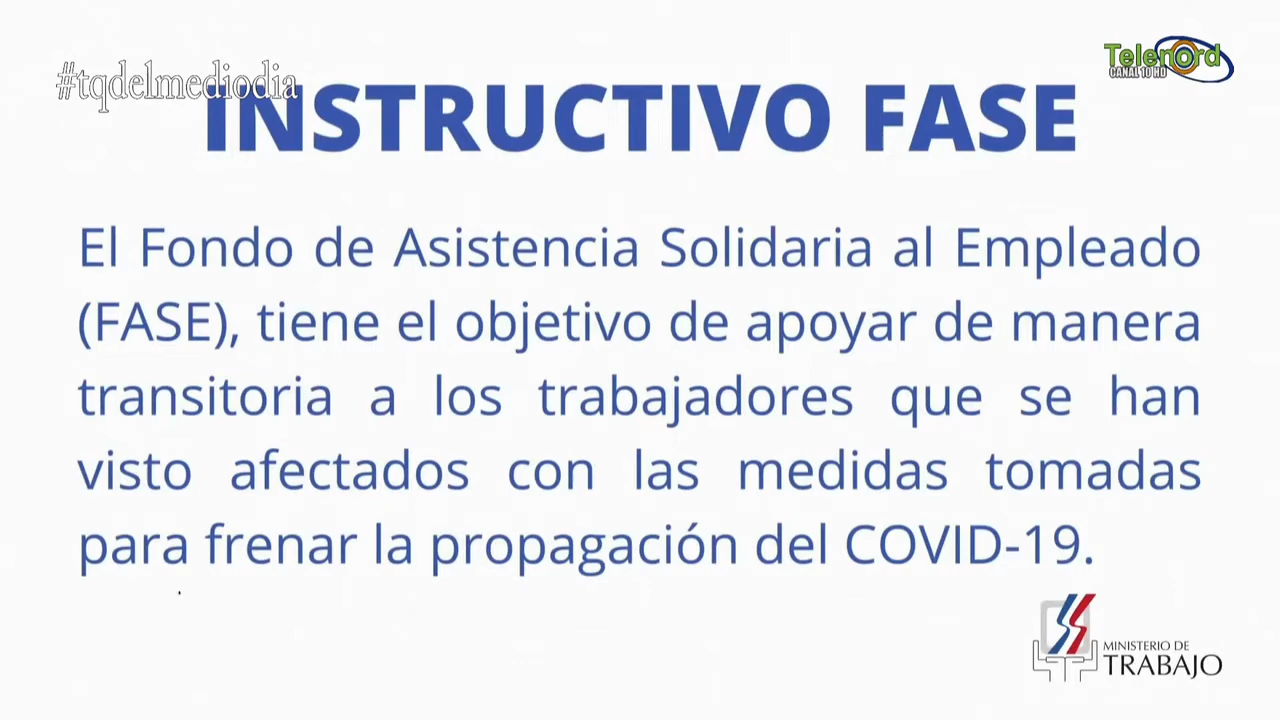 #tqdelmediodia
Telenord
CANAL 10 HD
INSTRUCTIVO FASE
El Fondo de Asistencia Solidaria al Empleado
(FASE), tiene el objetivo de apoyar de manera
transitoria a los trabajadores que se han
visto afectados con las medidas tomadas
para frenar la propagación del COVID-19.
MINISTERIO DE
TRABAJO